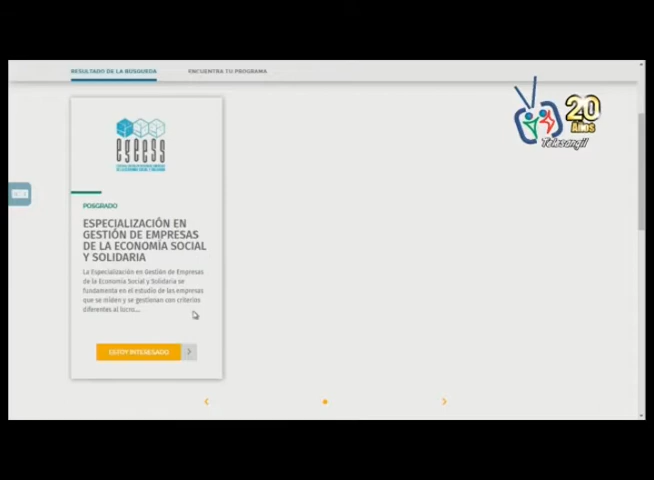 RESULTADO DE LA BUSQUEDA ENCUENTRA TU PROGRAMA
20
AÑOS
Telesangil
egeess
POSGRADO
ESPECIALIZACIÓN EN
GESTIÓN DE EMPRESAS
DE LA ECONOMÍA SOCIAL
Y SOLIDARIA
La Especialización en Gestión de Empresas
de la Economía Social y Solidaria se
fundamenta en el estudio de las empresas
que se miden y se gestionan con criterios
diferentes al lucro...
ESTOY INTERESADO